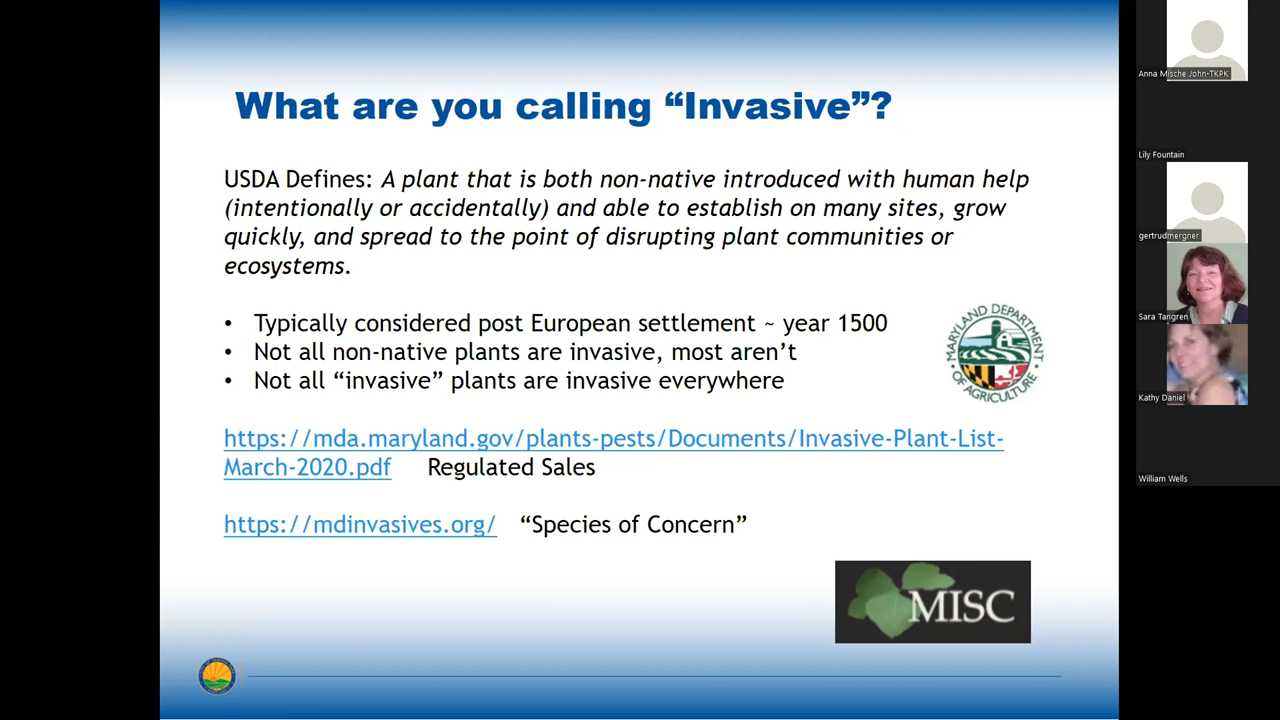 What are you calling “Invasive”?
USDA Defines: A plant that is both non-native introduced with human help
(intentionally or accidentally) and able to establish on many sites, grow
quickly, and spread to the point of disrupting plant communities or
ecosystems.
• Typically considered post European settlement ~ year 1500
• Not all non-native plants are invasive, most aren’t
• Not all “invasive” plants are invasive everywhere
MARYLAND DEPARTMENT
OF AGRICULTURE
https://mda.maryland.gov/plants-pests/Documents/Invasive-Plant-List-
March-2020.pdf Regulated Sales
https://mdinvasives.org/ “Species of Concern”
MISC
Anna Mische John-TKPK
Lily Fountain
gertrudmergner
Sara Tangren
Kathy Daniel
William Wells